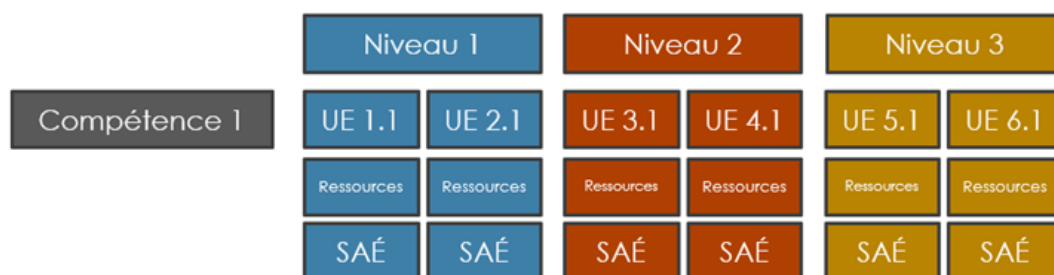 Niveau 1 Niveau 2 Niveau 3
Compétence 1 UE 1.1 UE 2.1 UE 3.1 UE 4.1 UE 5.1 UE 6.1
Ressources Ressources Ressources Ressources Ressources Ressources
SAÉ SAÉ SAÉ SAÉ SAÉ SAÉ